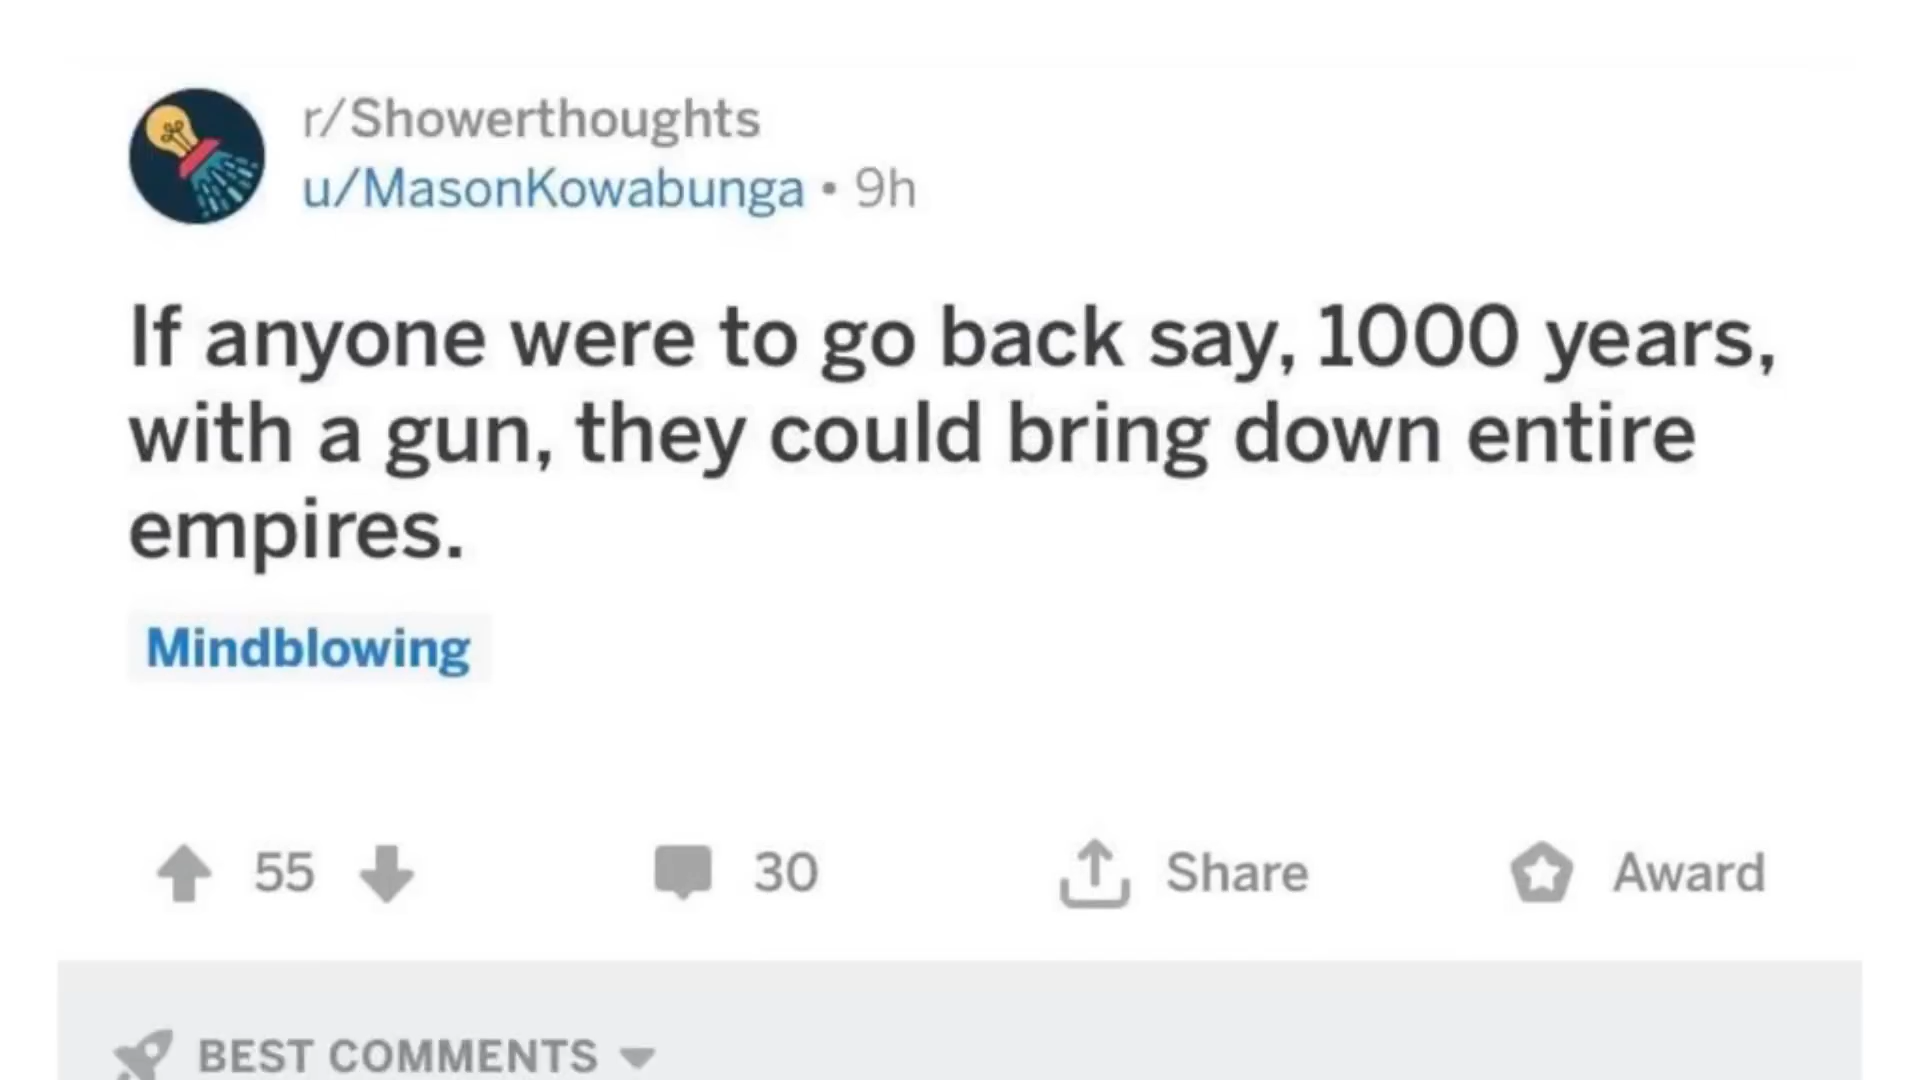 r/Showerthoughts
u/MasonKowabunga • 9h
If anyone were to go back say, 1000 years,
with a gun, they could bring down entire
empires.
Mindblowing
55 30 Share Award
BEST COMMENTS